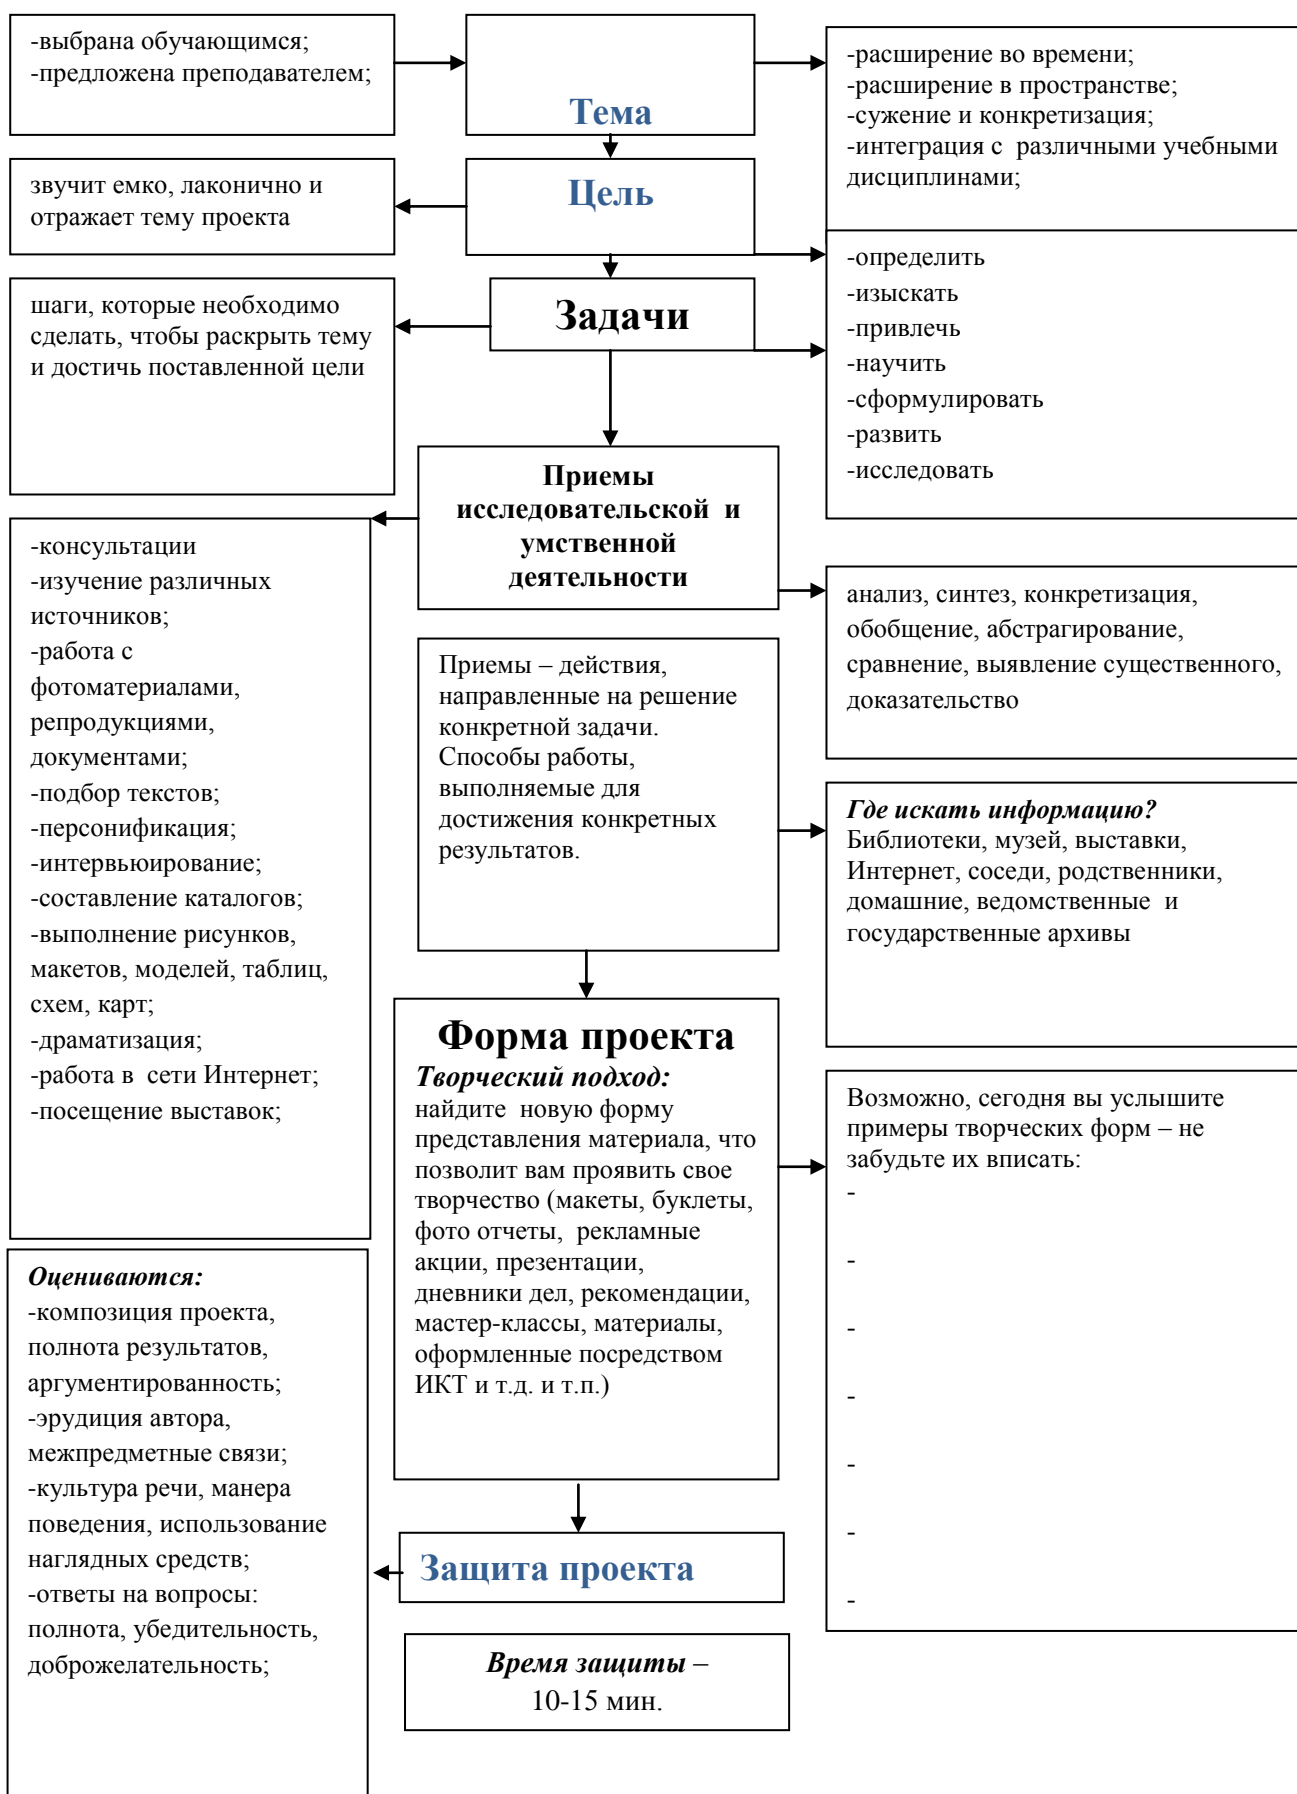 -выбрана обучающимся;
-предложена преподавателем;
Тема
-расширение во времени;
-расширение в пространстве;
-сужение и конкретизация;
-интеграция с  различными учебными
дисциплинами;
звучит емко, лаконично и
отражает тему проекта
Цель
шаги, которые необходимо
сделать, чтобы раскрыть тему
и достичь поставленной цели
Задачи
-определить
-изыскать
-привлечь
-научить
-сформулировать
-развить
-исследовать
Приемы
исследовательской  и
умственной
деятельности
-консультации
-изучение различных
источников;
-работа с
фотоматериалами,
репродукциями,
документами;
-подбор текстов;
-персонификация;
-интервьюирование;
-составление каталогов;
-выполнение рисунков,
макетов, моделей, таблиц,
схем, карт;
-драматизация;
-работа в  сети Интернет;
-посещение выставок;
анализ, синтез, конкретизация,
обобщение, абстрагирование,
сравнение, выявление существенного,
доказательство
Приемы – действия,
направленные на решение
конкретной задачи.
Способы работы,
выполняемые для
достижения конкретных
результатов.
Где искать информацию?
Библиотеки, музей, выставки,
Интернет, соседи, родственники,
домашние, ведомственные  и
государственные архивы
Форма проекта
Творческий подход:
найдите  новую форму
представления материала, что
позволит вам проявить свое
творчество (макеты, буклеты,
фото отчеты,  рекламные
акции, презентации,
дневники дел, рекомендации,
мастер-классы, материалы,
оформленные посредством
ИКТ и т.д. и т.п.)
Возможно, сегодня вы услышите
примеры творческих форм – не
забудьте их вписать:
-
-
-
-
-
-
-
Оцениваются:
-композиция проекта,
полнота результатов,
аргументированность;
-эрудиция автора,
межпредметные связи;
-культура речи, манера
поведения, использование
наглядных средств;
-ответы на вопросы:
полнота, убедительность,
доброжелательность;
Защита проекта
Время защиты –
10-15 мин.